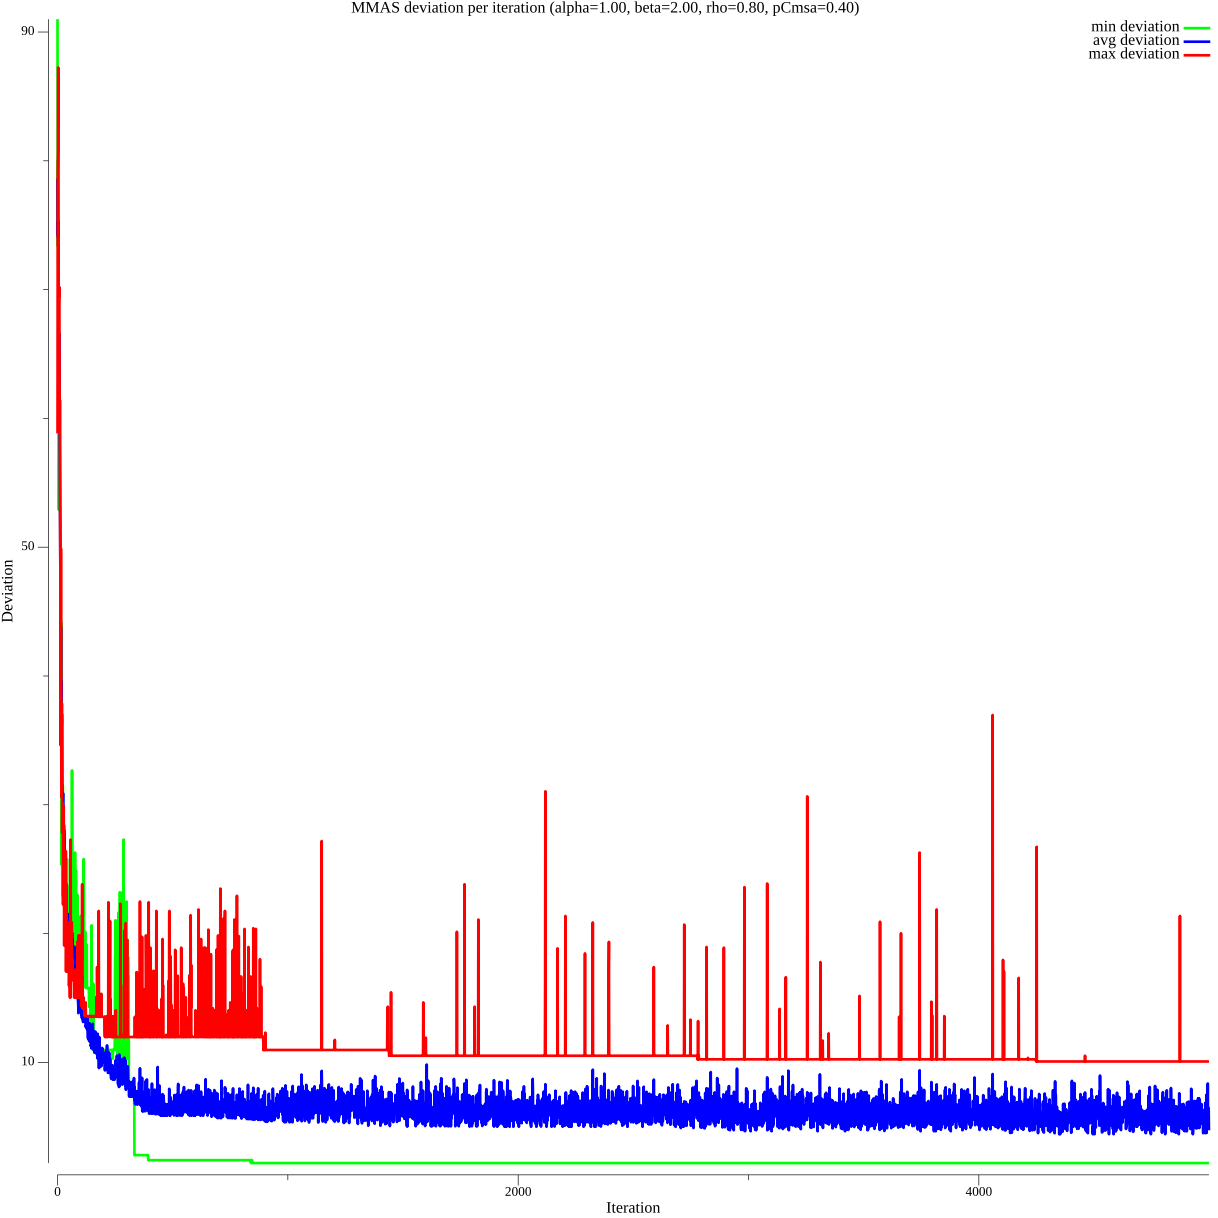 MMAS deviation per iteration (alpha=1.00, beta=2.00, rho=0.80, pCmsa=0.40)
min deviation
avg deviation
max deviation
90
50
10
Deviation
0
2000
4000
Iteration